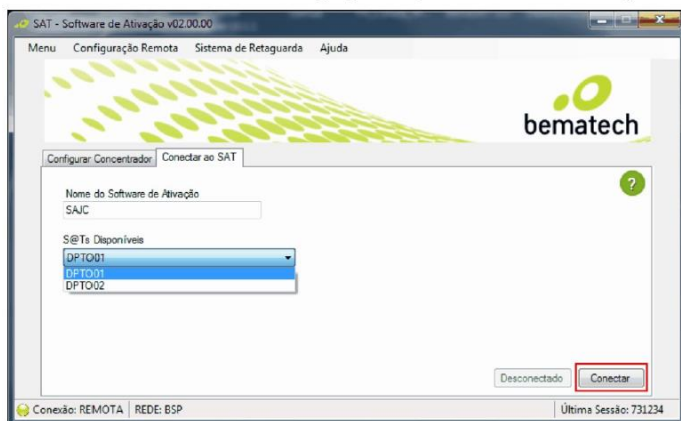 SAT - Software de Ativação v02.00.00
Menu Configuração Remota Sistema de Retaguarda Ajuda
bematech
Configurar Concentrador Conectar ao SAT
?
Nome do Software de Ativação
SAJC
S@Ts Disponíveis
DPTO01
DPTO01
DPTO02
Desconectado Conectar
Conexão: REMOTA REDE: BSP Última Sessão: 731234